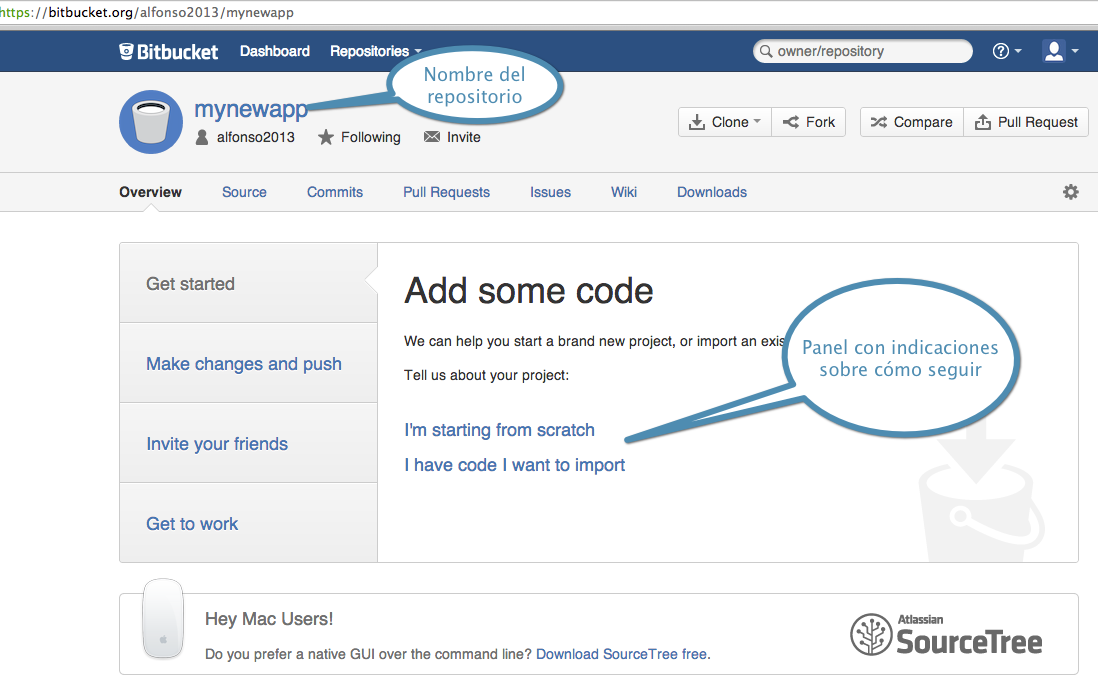 https://bitbucket.org/alfonso2013/mynewapp
Bitbucket Dashboard Repositories owner/repository
Nombre del
repositorio
mynewapp
alfonso2013 Following Invite
Clone Fork Compare Pull Request
Overview Source Commits Pull Requests Issues Wiki Downloads
Get started
Make changes and push
Invite your friends
Get to work
Add some code
We can help you start a brand new project, or import an
Tell us about your project:
I'm starting from scratch
I have code I want to import
Panel con indicaciones
sobre cómo seguir
Hey Mac Users!
Do you prefer a native GUI over the command line? Download SourceTree free.
Atlassian
SourceTree